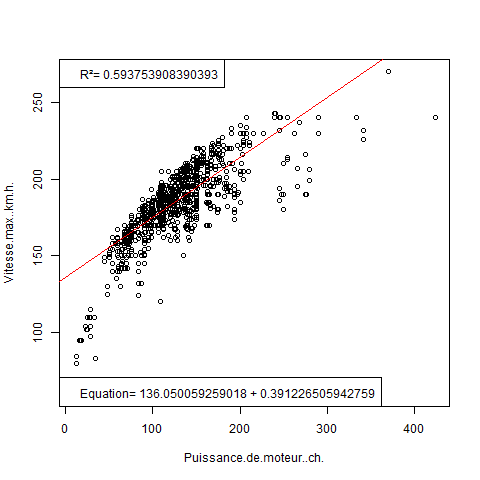 R²= 0.593753908390393
250
200
150
100
Vitesse.max..km.h.
Equation= 136.050059259018 + 0.391226505942759
0 100 200 300 400
Puissance.de.moteur..ch.